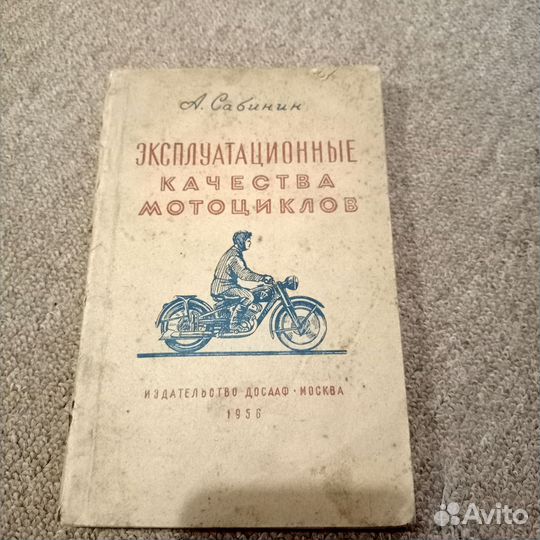 А. Сабинин
ЭКСПЛУАТАЦИОННЫЕ
КАЧЕСТВА
МОТОЦИКЛОВ
ИЗДАТЕЛЬСТВО ДОСААФ · МОСКВА
1956
Avito